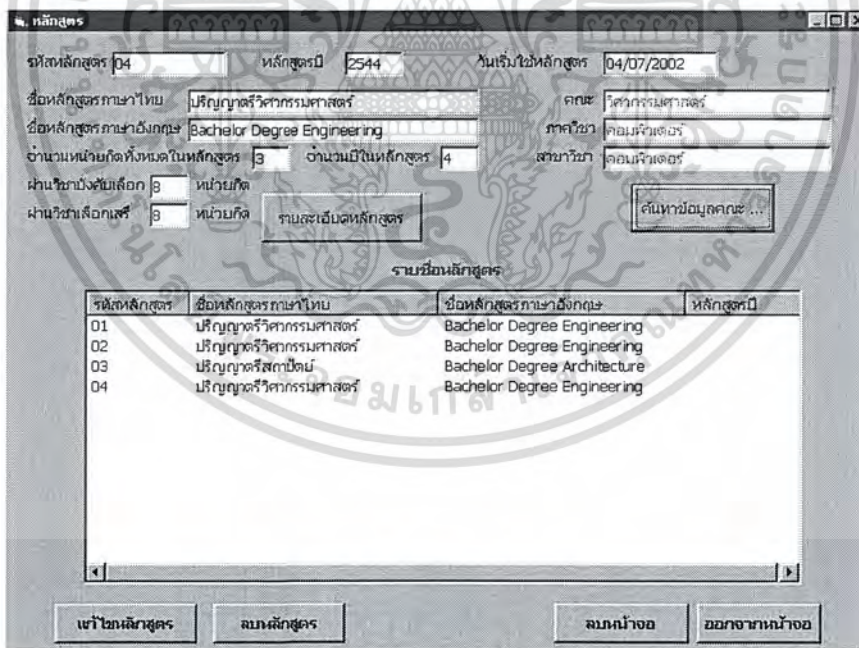 หลักสูตร
รหัสหลักสูตร 04 หลักสูตรปี 2544 วันเริ่มใช้หลักสูตร 04/07/2002
ชื่อหลักสูตรภาษาไทย ปริญญาตรีวิศวกรรมศาสตร์ คณะ วิศวกรรมศาสตร์
ชื่อหลักสูตรภาษาอังกฤษ Bachelor Degree Engineering ภาควิชา คอมพิวเตอร์
จำนวนหน่วยกิตทั้งหมดในหลักสูตร 3 จำนวนปีในหลักสูตร 4 สาขาวิชา คอมพิวเตอร์
ผ่านวิชาบังคับเลือก 8 หน่วยกิต
ผ่านวิชาเลือกเสรี 8 หน่วยกิต รายละเอียดหลักสูตร ค้นหาข้อมูลคณะ ...
รายชื่อหลักสูตร
รหัสหลักสูตร ชื่อหลักสูตรภาษาไทย ชื่อหลักสูตรภาษาอังกฤษ หลักสูตรปี
01 ปริญญาตรีวิศวกรรมศาสตร์ Bachelor Degree Engineering
02 ปริญญาตรีวิศวกรรมศาสตร์ Bachelor Degree Engineering
03 ปริญญาตรีสถาปัตย์ Bachelor Degree Architecture
04 ปริญญาตรีวิศวกรรมศาสตร์ Bachelor Degree Engineering
แก้ไขหลักสูตร ลบหลักสูตร ลบหน้าจอ ออกจากหน้าจอ